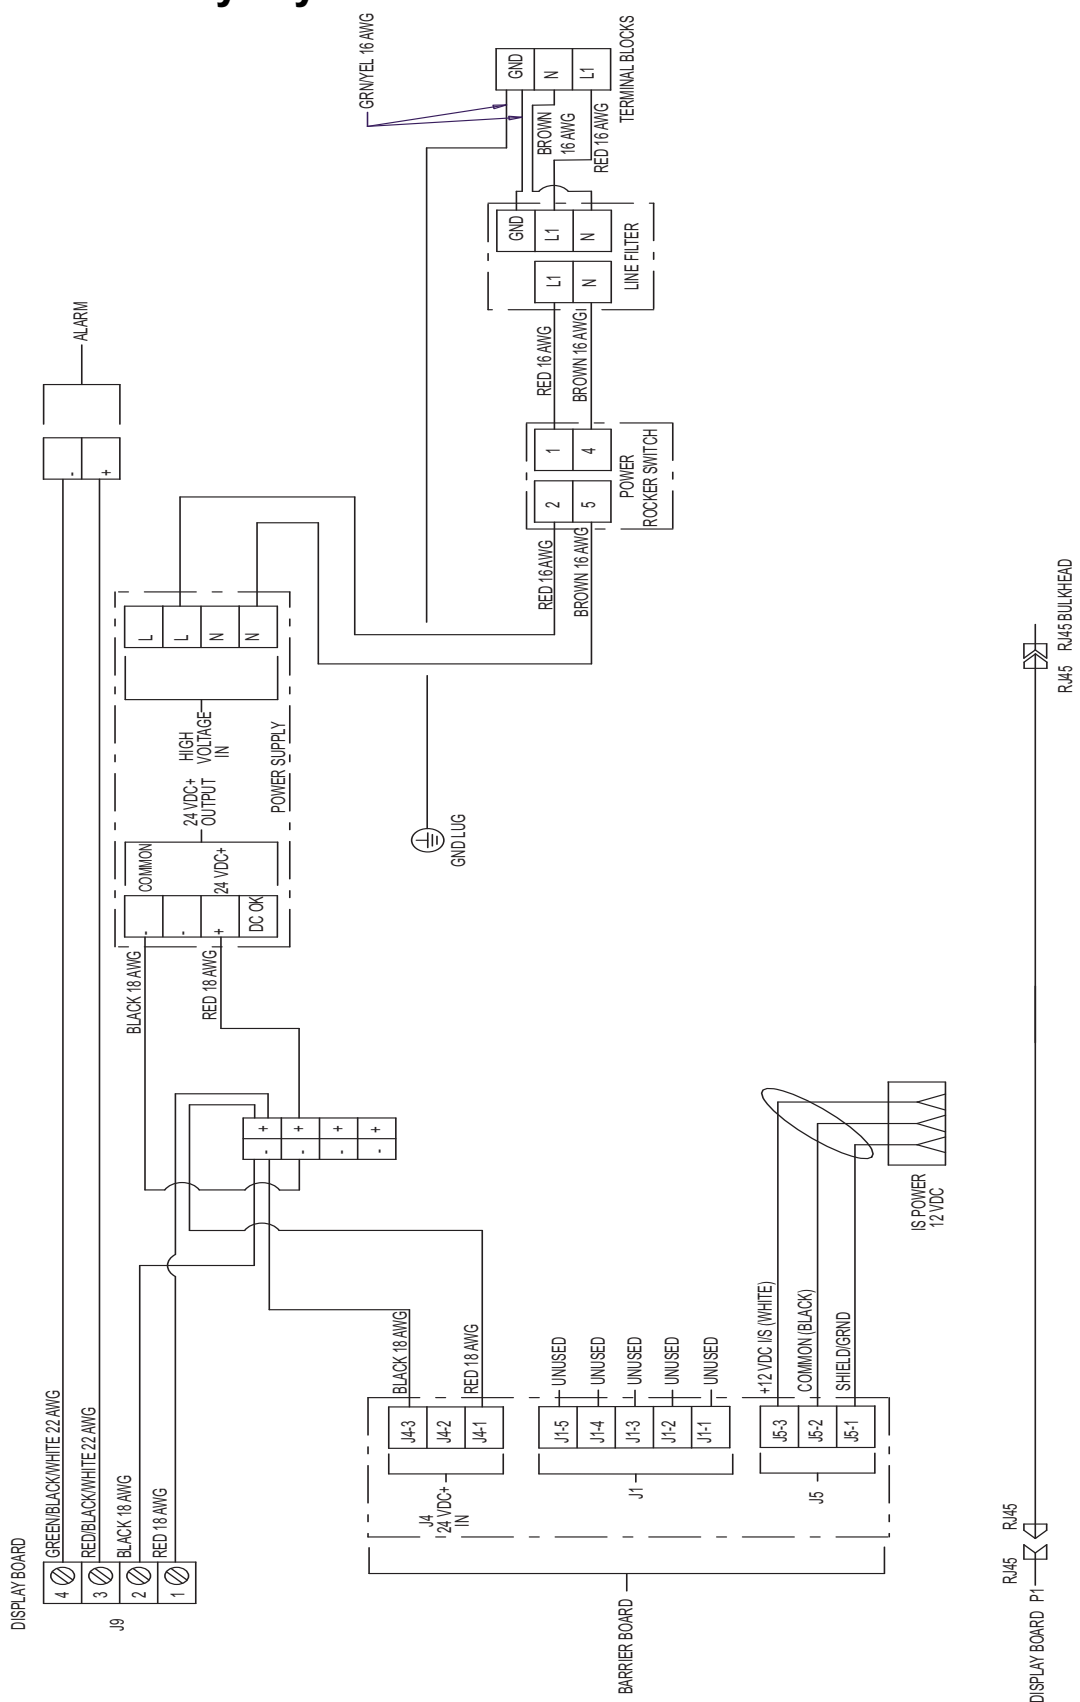 DISPLAY BOARD
J9
4
3
2
1
GREEN/BLACK/WHITE 22 AWG
RED/BLACK/WHITE 22 AWG
BLACK 18 AWG
RED 18 AWG
BLACK 18 AWG
RED 18 AWG
-
-
+
DC OK
COMMON
24 VDC+
24 VDC+
OUTPUT
HIGH
VOLTAGE
IN
POWER SUPPLY
L
L
N
N
-
+
ALARM
- +
- +
- +
- +
GND LUG
GRN/YEL 16 AWG
GND
N
L1
TERMINAL BLOCKS
BROWN
16 AWG
RED 16 AWG
GND
L1
N
L1
N
LINE FILTER
RED 16 AWG
BROWN 16 AWG
1
4
2
5
POWER
ROCKER SWITCH
RED 16 AWG
BROWN 16 AWG
BLACK 18 AWG
RED 18 AWG
J4-3
J4-2
J4-1
J4
24 VDC+
IN
UNUSED
UNUSED
UNUSED
UNUSED
UNUSED
J1-5
J1-4
J1-3
J1-2
J1-1
J1
+12 VDC I/S (WHITE)
COMMON (BLACK)
SHIELD/GRND
J5-3
J5-2
J5-1
J5
IS POWER
12 VDC
BARRIER BOARD
DISPLAY BOARD P1
RJ45
RJ45
RJ45
RJ45 BULKHEAD